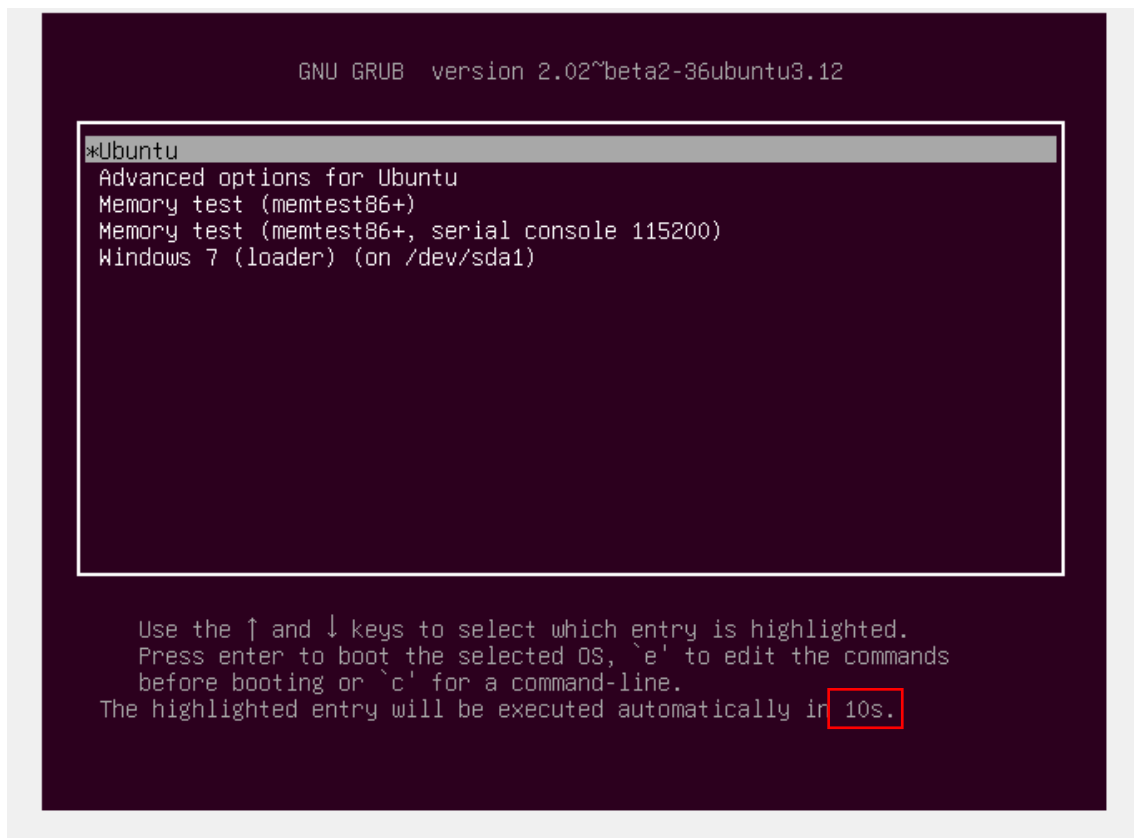 GNU GRUB  version 2.02~beta2-36ubuntu3.12
*Ubuntu
Advanced options for Ubuntu
Memory test (memtest86+)
Memory test (memtest86+, serial console 115200)
Windows 7 (loader) (on /dev/sda1)
Use the ↑ and ↓ keys to select which entry is highlighted.
Press enter to boot the selected OS, `e' to edit the commands
before booting or `c' for a command-line.
The highlighted entry will be executed automatically in 10s.